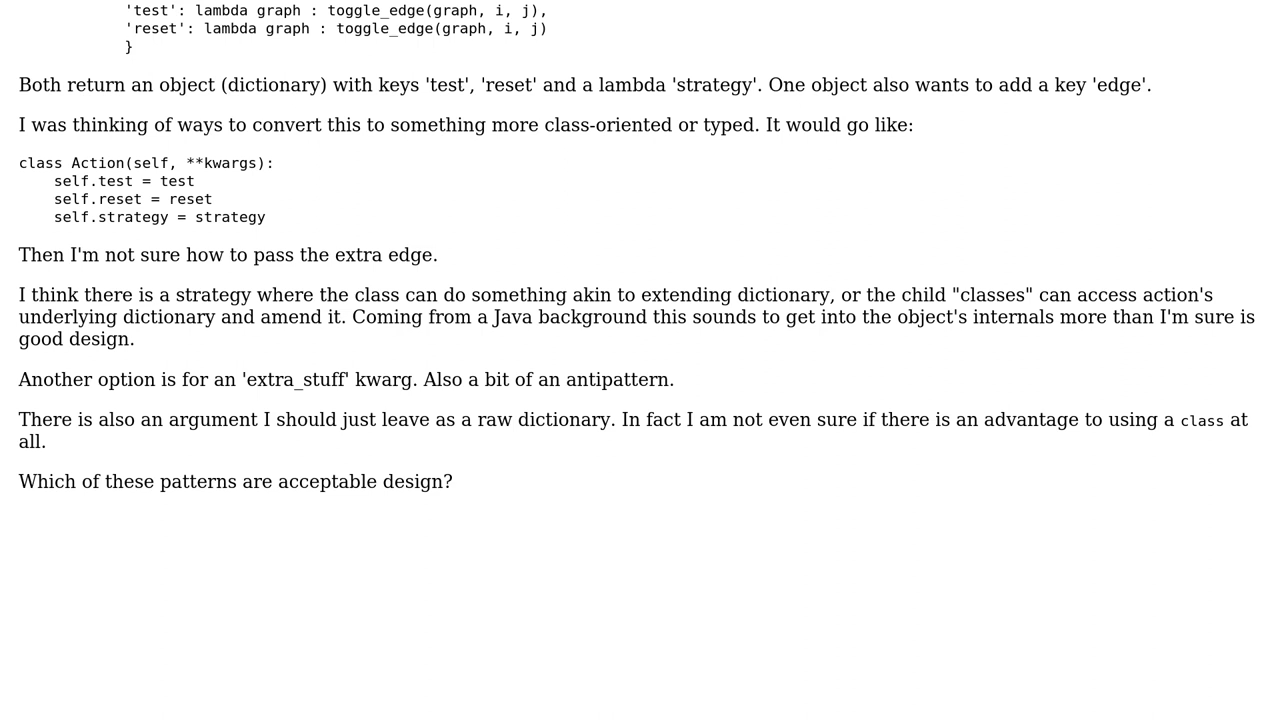 'test': lambda graph : toggle_edge(graph, i, j),
'reset': lambda graph : toggle_edge(graph, i, j)
}
Both return an object (dictionary) with keys 'test', 'reset' and a lambda 'strategy'. One object also wants to add a key 'edge'.
I was thinking of ways to convert this to something more class-oriented or typed. It would go like:
class Action(self, **kwargs):
    self.test = test
    self.reset = reset
    self.strategy = strategy
Then I'm not sure how to pass the extra edge.
I think there is a strategy where the class can do something akin to extending dictionary, or the child "classes" can access action's
underlying dictionary and amend it. Coming from a Java background this sounds to get into the object's internals more than I'm sure is
good design.
Another option is for an 'extra_stuff' kwarg. Also a bit of an antipattern.
There is also an argument I should just leave as a raw dictionary. In fact I am not even sure if there is an advantage to using a class at
all.
Which of these patterns are acceptable design?